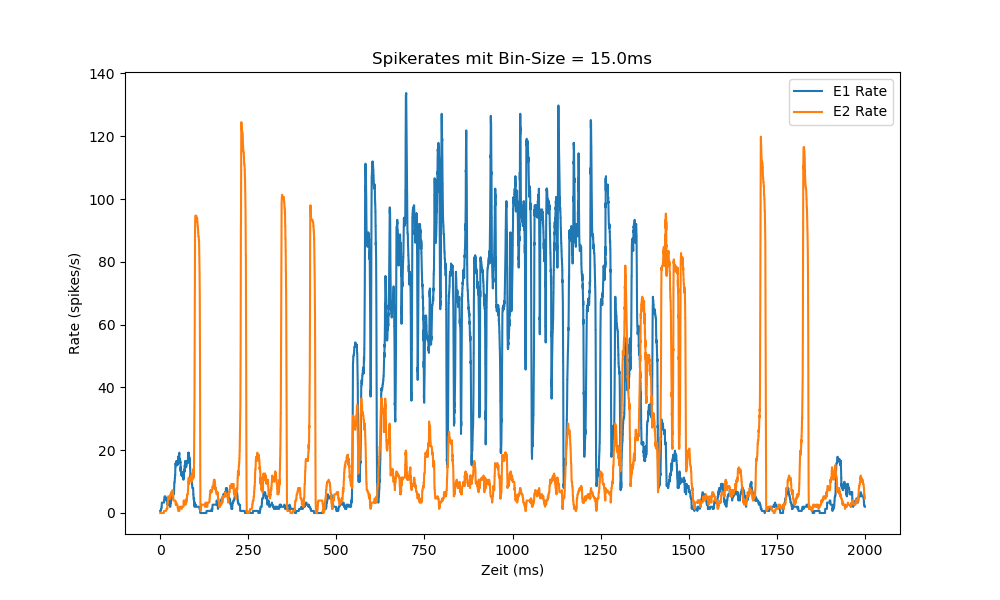 Spikerates mit Bin-Size = 15.0ms
E1 Rate
E2 Rate
Rate (spikes/s)
140
120
100
80
60
40
20
0
0 250 500 750 1000 1250 1500 1750 2000
Zeit (ms)